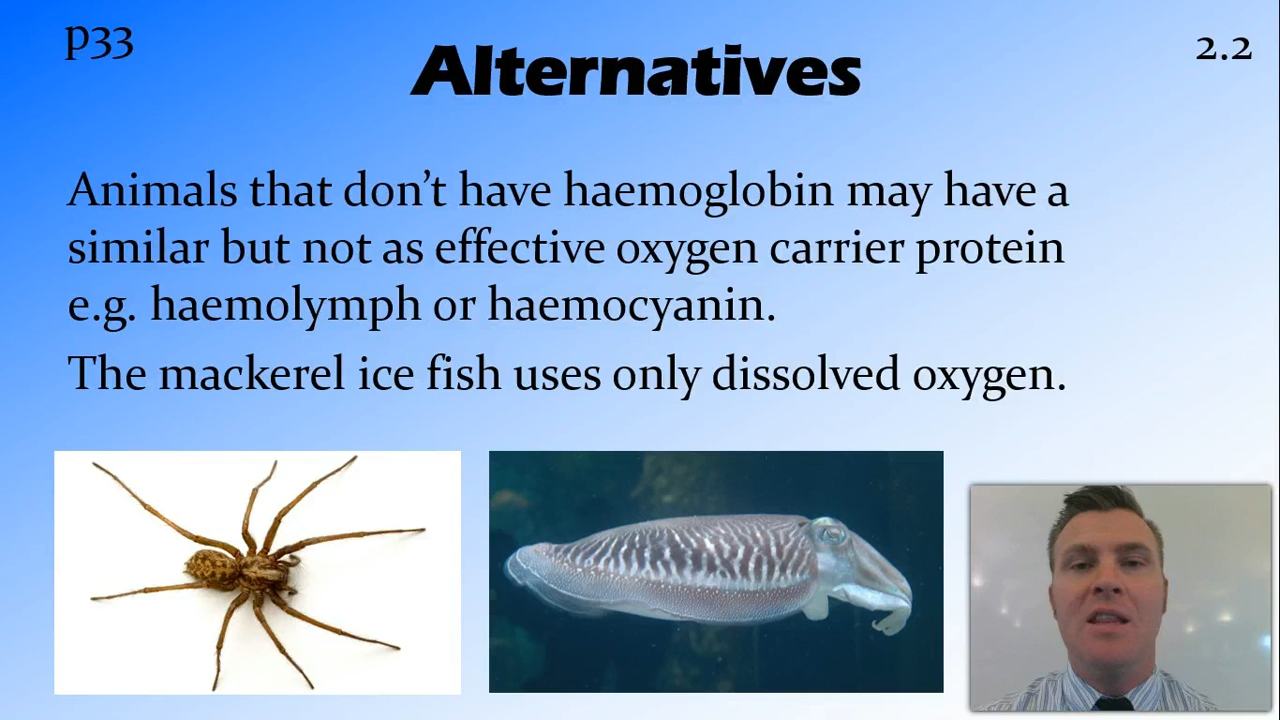 p33
Alternatives
2.2
Animals that don’t have haemoglobin may have a
similar but not as effective oxygen carrier protein
e.g. haemolymph or haemocyanin.
The mackerel ice fish uses only dissolved oxygen.